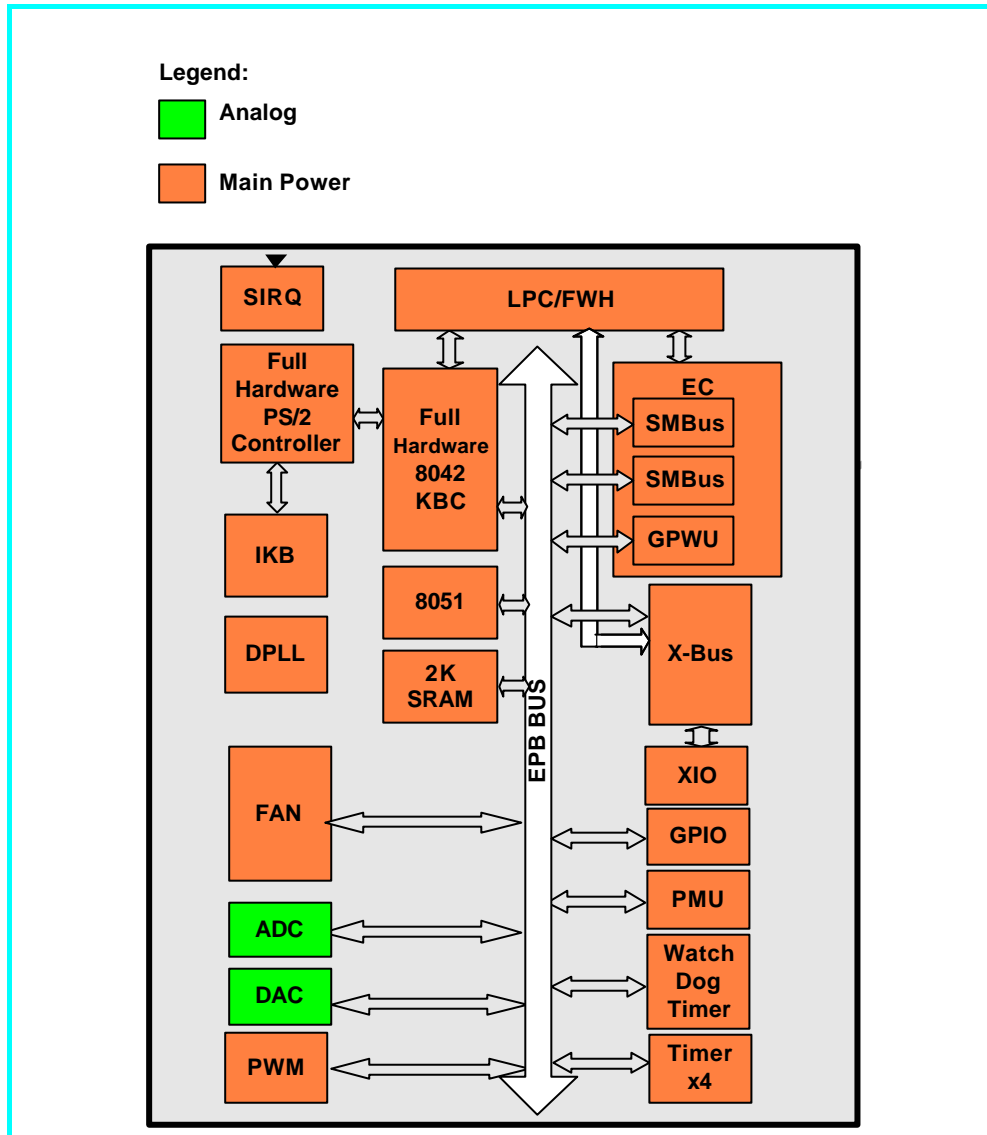 Legend:
Analog
Main Power
SIRQ
LPC/FWH
Full
Hardware
PS/2
Controller
Full
Hardware
8042
KBC
EC
SMBus
SMBus
GPWU
IKB
8051
DPLL
2K
SRAM
X-Bus
EPB BUS
XIO
FAN
GPIO
PMU
ADC
Watch
Dog
Timer
DAC
PWM
Timer
x4